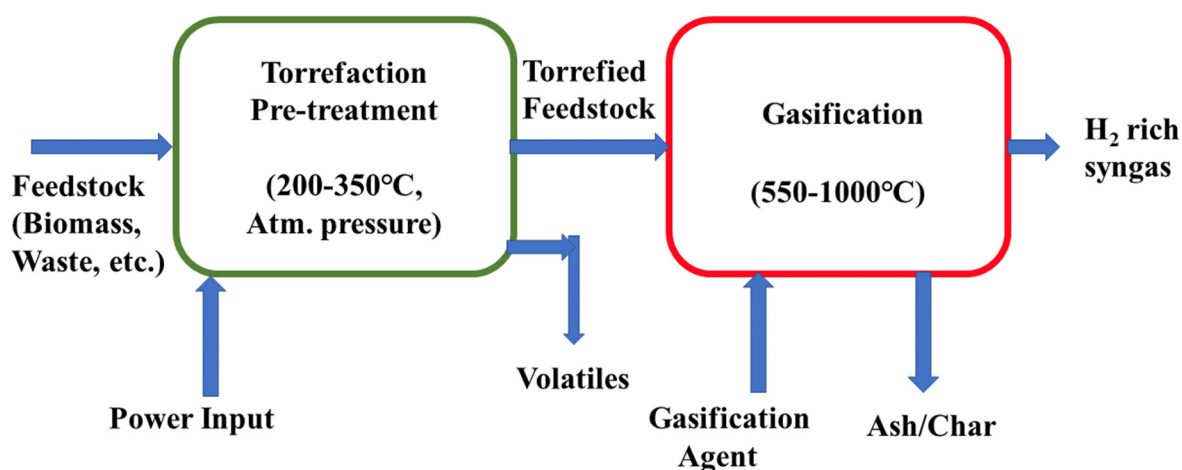 Feedstock
(Biomass,
Waste, etc.)
Torrefaction
Pre-treatment
(200-350℃,
Atm. pressure)
Power Input
Torrefied
Feedstock
Volatiles
Gasification
(550-1000℃)
Gasification
Agent
Ash/Char
H₂ rich
syngas